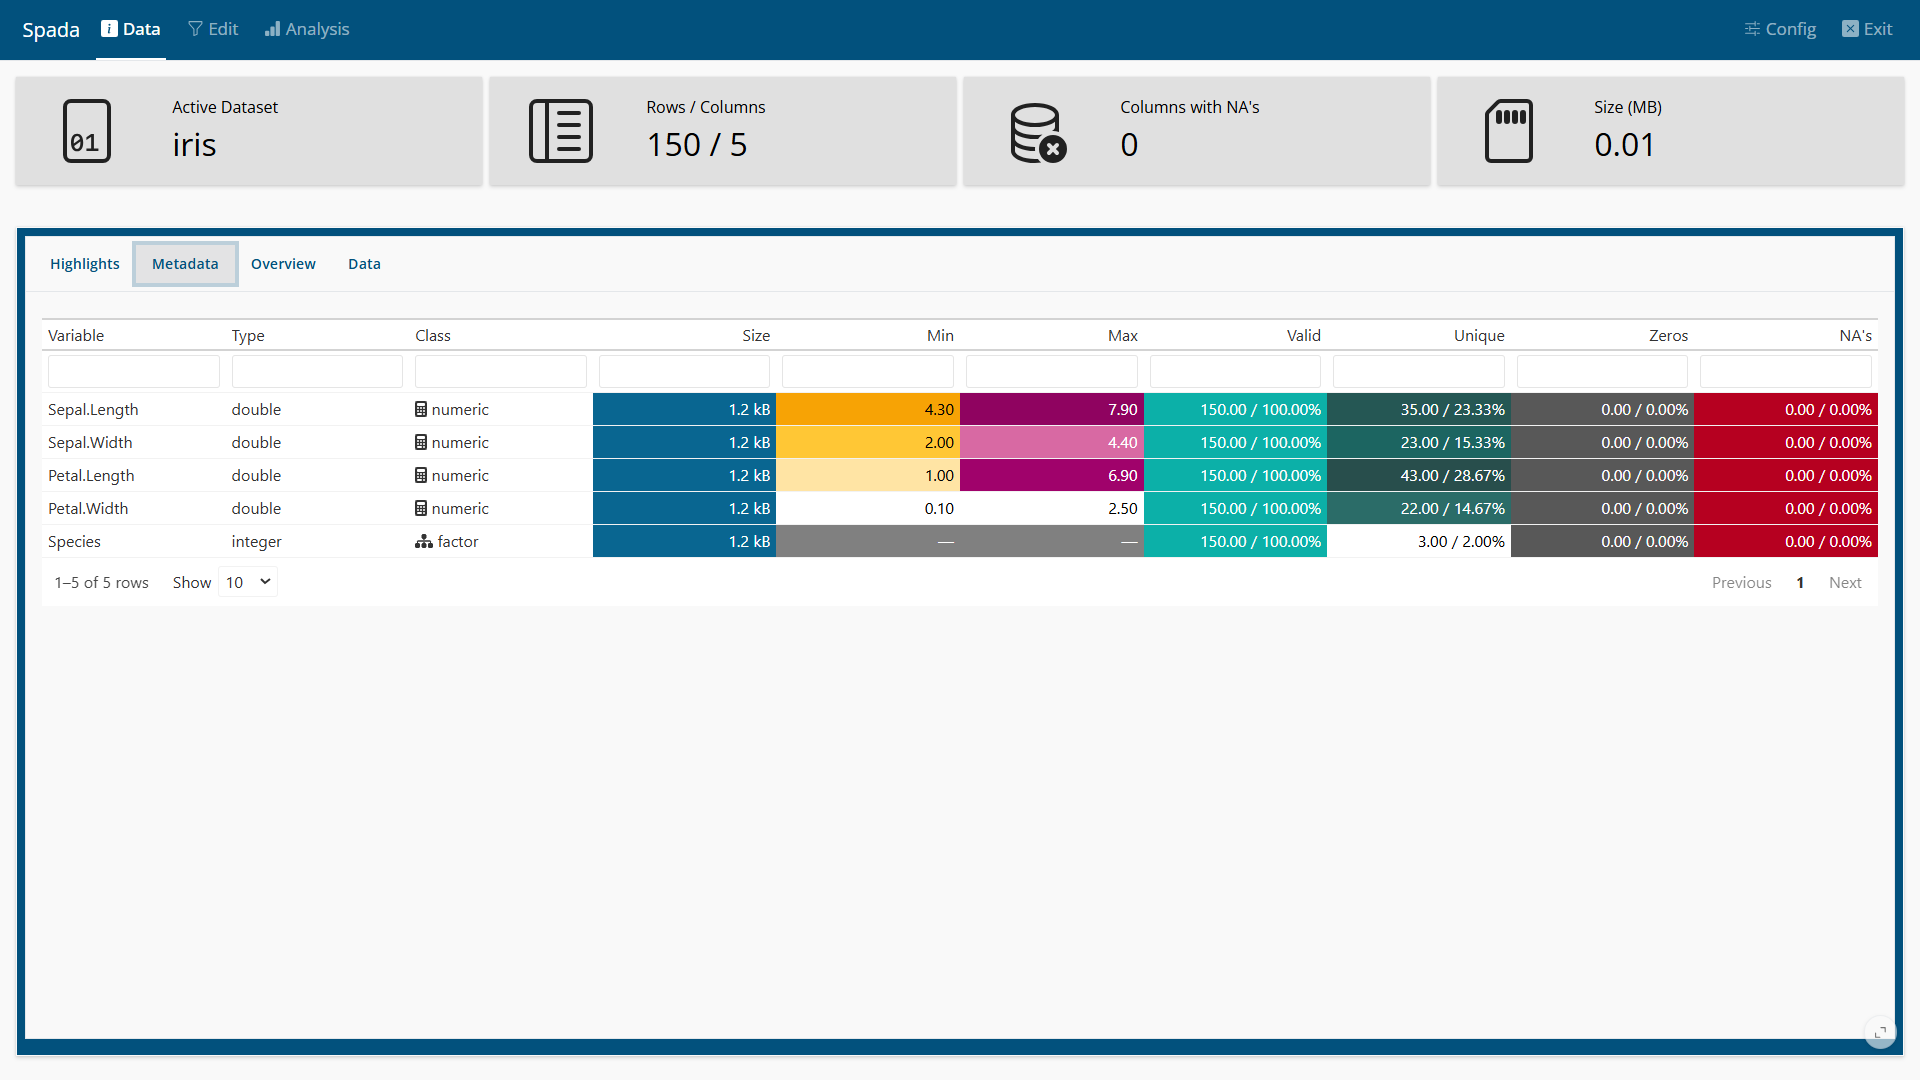 Spada Data Edit Analysis Config Exit
01 Active Dataset
iris
Rows / Columns
150 / 5
Columns with NA's
0
Size (MB)
0.01
Highlights Metadata Overview Data
Variable Type Class Size Min Max Valid Unique Zeros NA's
Sepal.Length double numeric 1.2 kB 4.30 7.90 150.00 / 100.00% 35.00 / 23.33% 0.00 / 0.00% 0.00 / 0.00%
Sepal.Width double numeric 1.2 kB 2.00 4.40 150.00 / 100.00% 23.00 / 15.33% 0.00 / 0.00% 0.00 / 0.00%
Petal.Length double numeric 1.2 kB 1.00 6.90 150.00 / 100.00% 43.00 / 28.67% 0.00 / 0.00% 0.00 / 0.00%
Petal.Width double numeric 1.2 kB 0.10 2.50 150.00 / 100.00% 22.00 / 14.67% 0.00 / 0.00% 0.00 / 0.00%
Species integer factor 1.2 kB — — 150.00 / 100.00% 3.00 / 2.00% 0.00 / 0.00% 0.00 / 0.00%
1–5 of 5 rows Show 10 Previous 1 Next